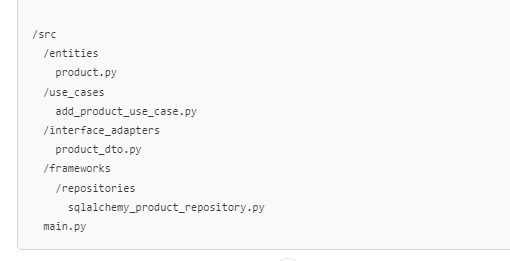 /src
/entities
product.py
/use_cases
add_product_use_case.py
/interface_adapters
product_dto.py
/frameworks
/repositories
sqlalchemy_product_repository.py
main.py